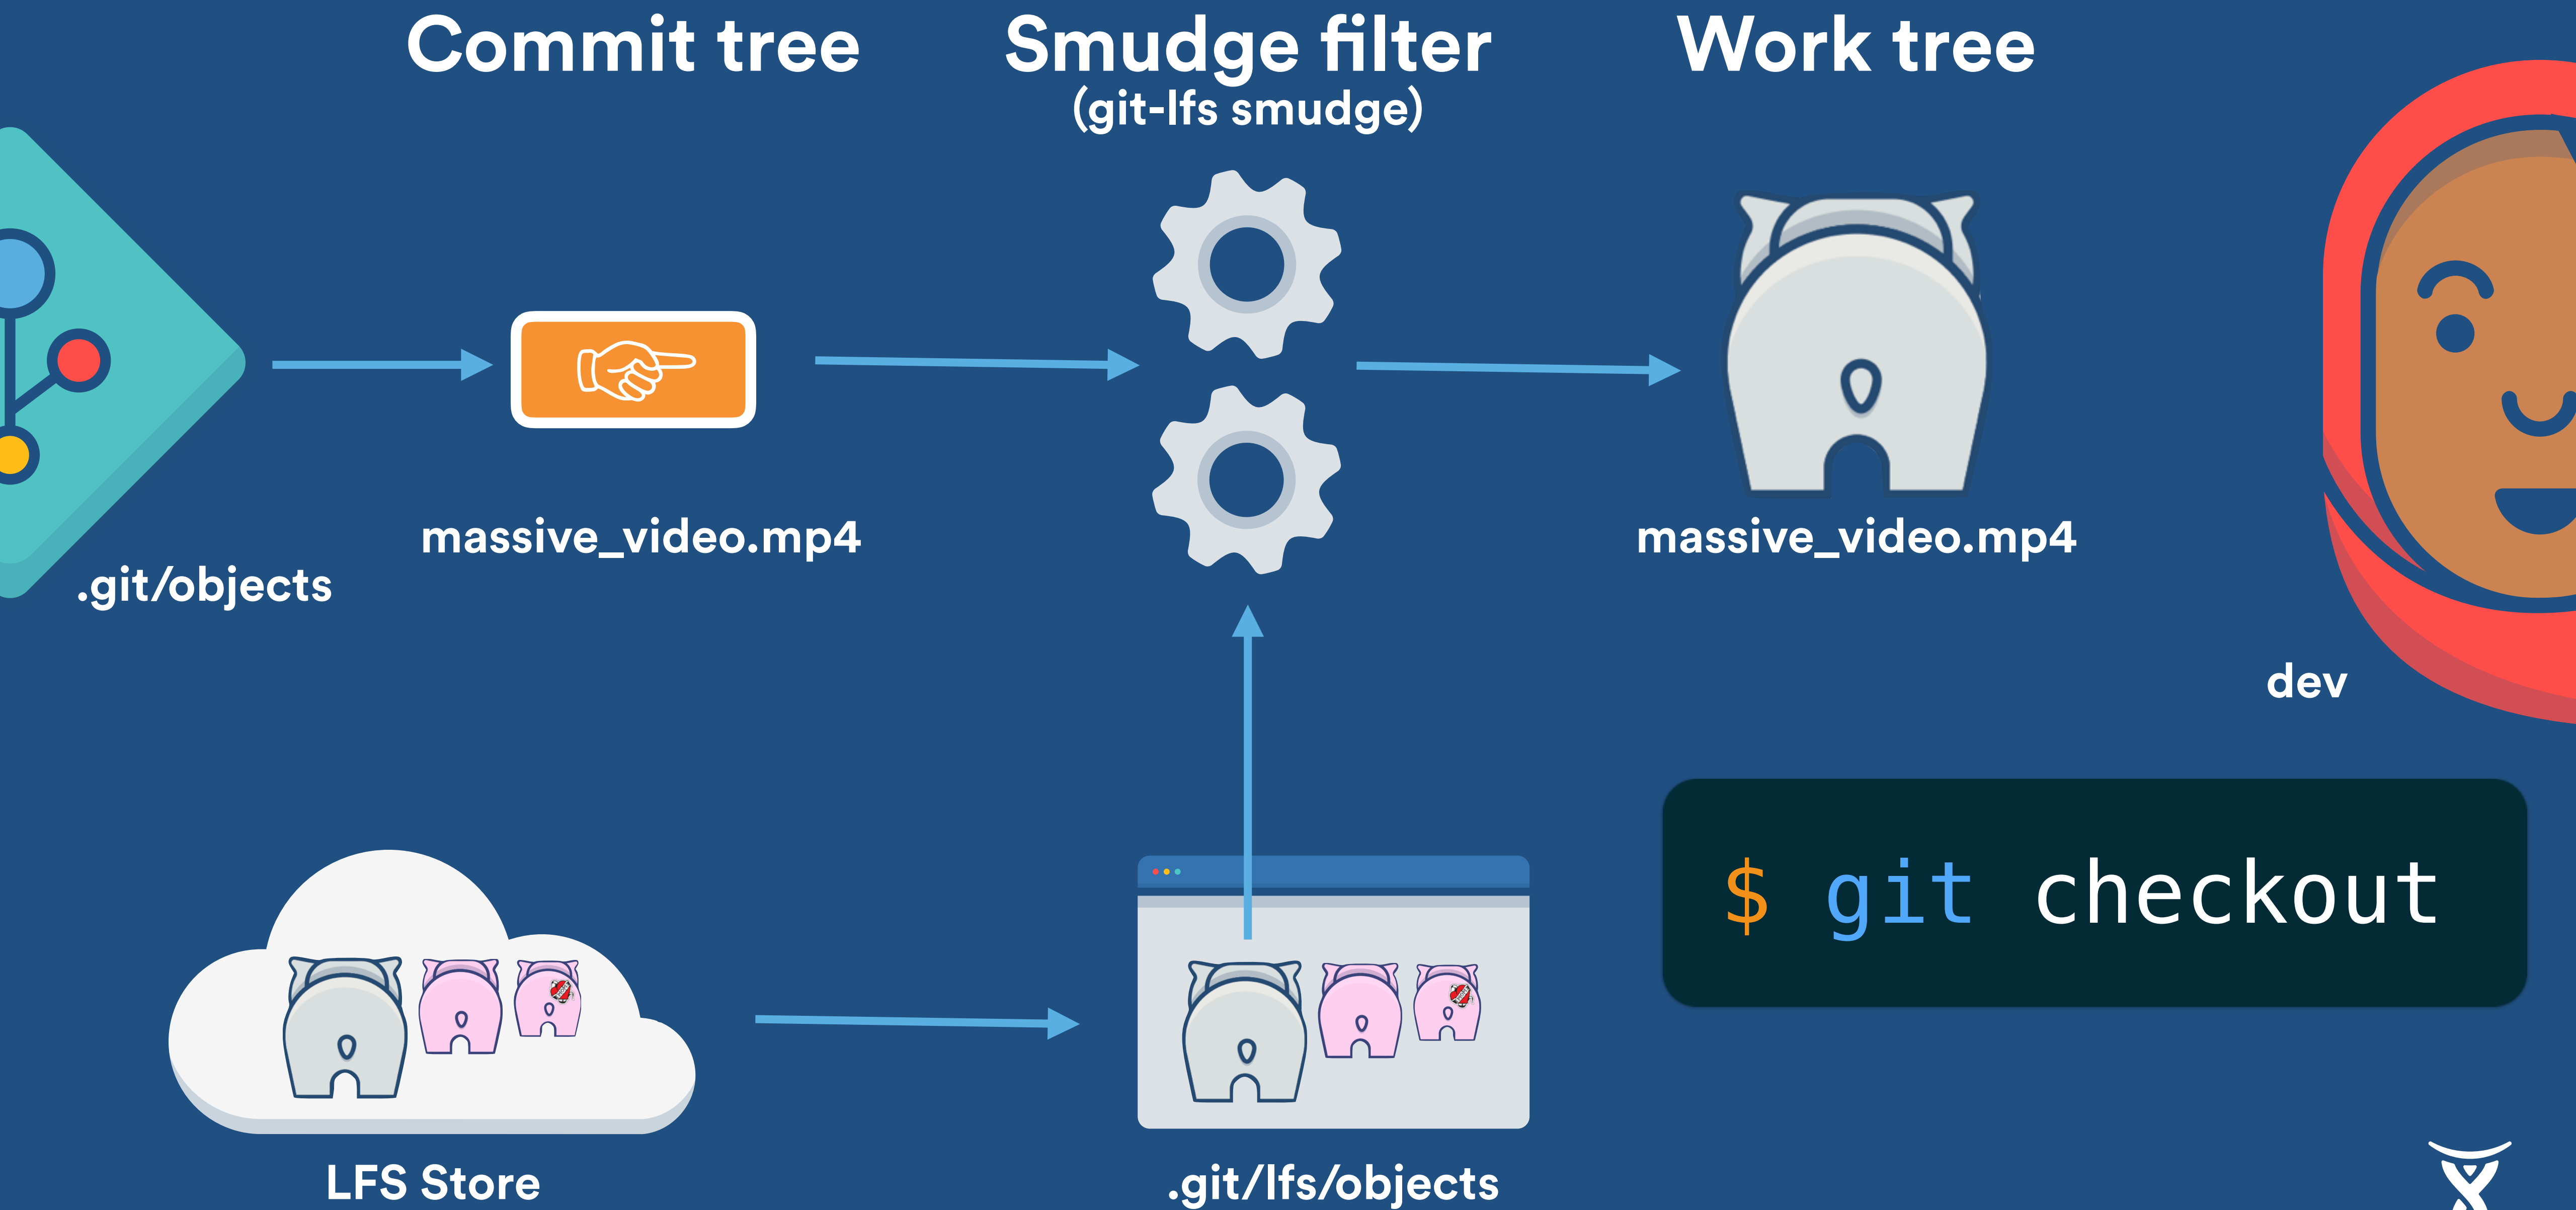 Commit tree
Smudge filter
(git-lfs smudge)
Work tree
massive_video.mp4
massive_video.mp4
.git/objects
dev
$ git checkout
LFS Store
.git/lfs/objects